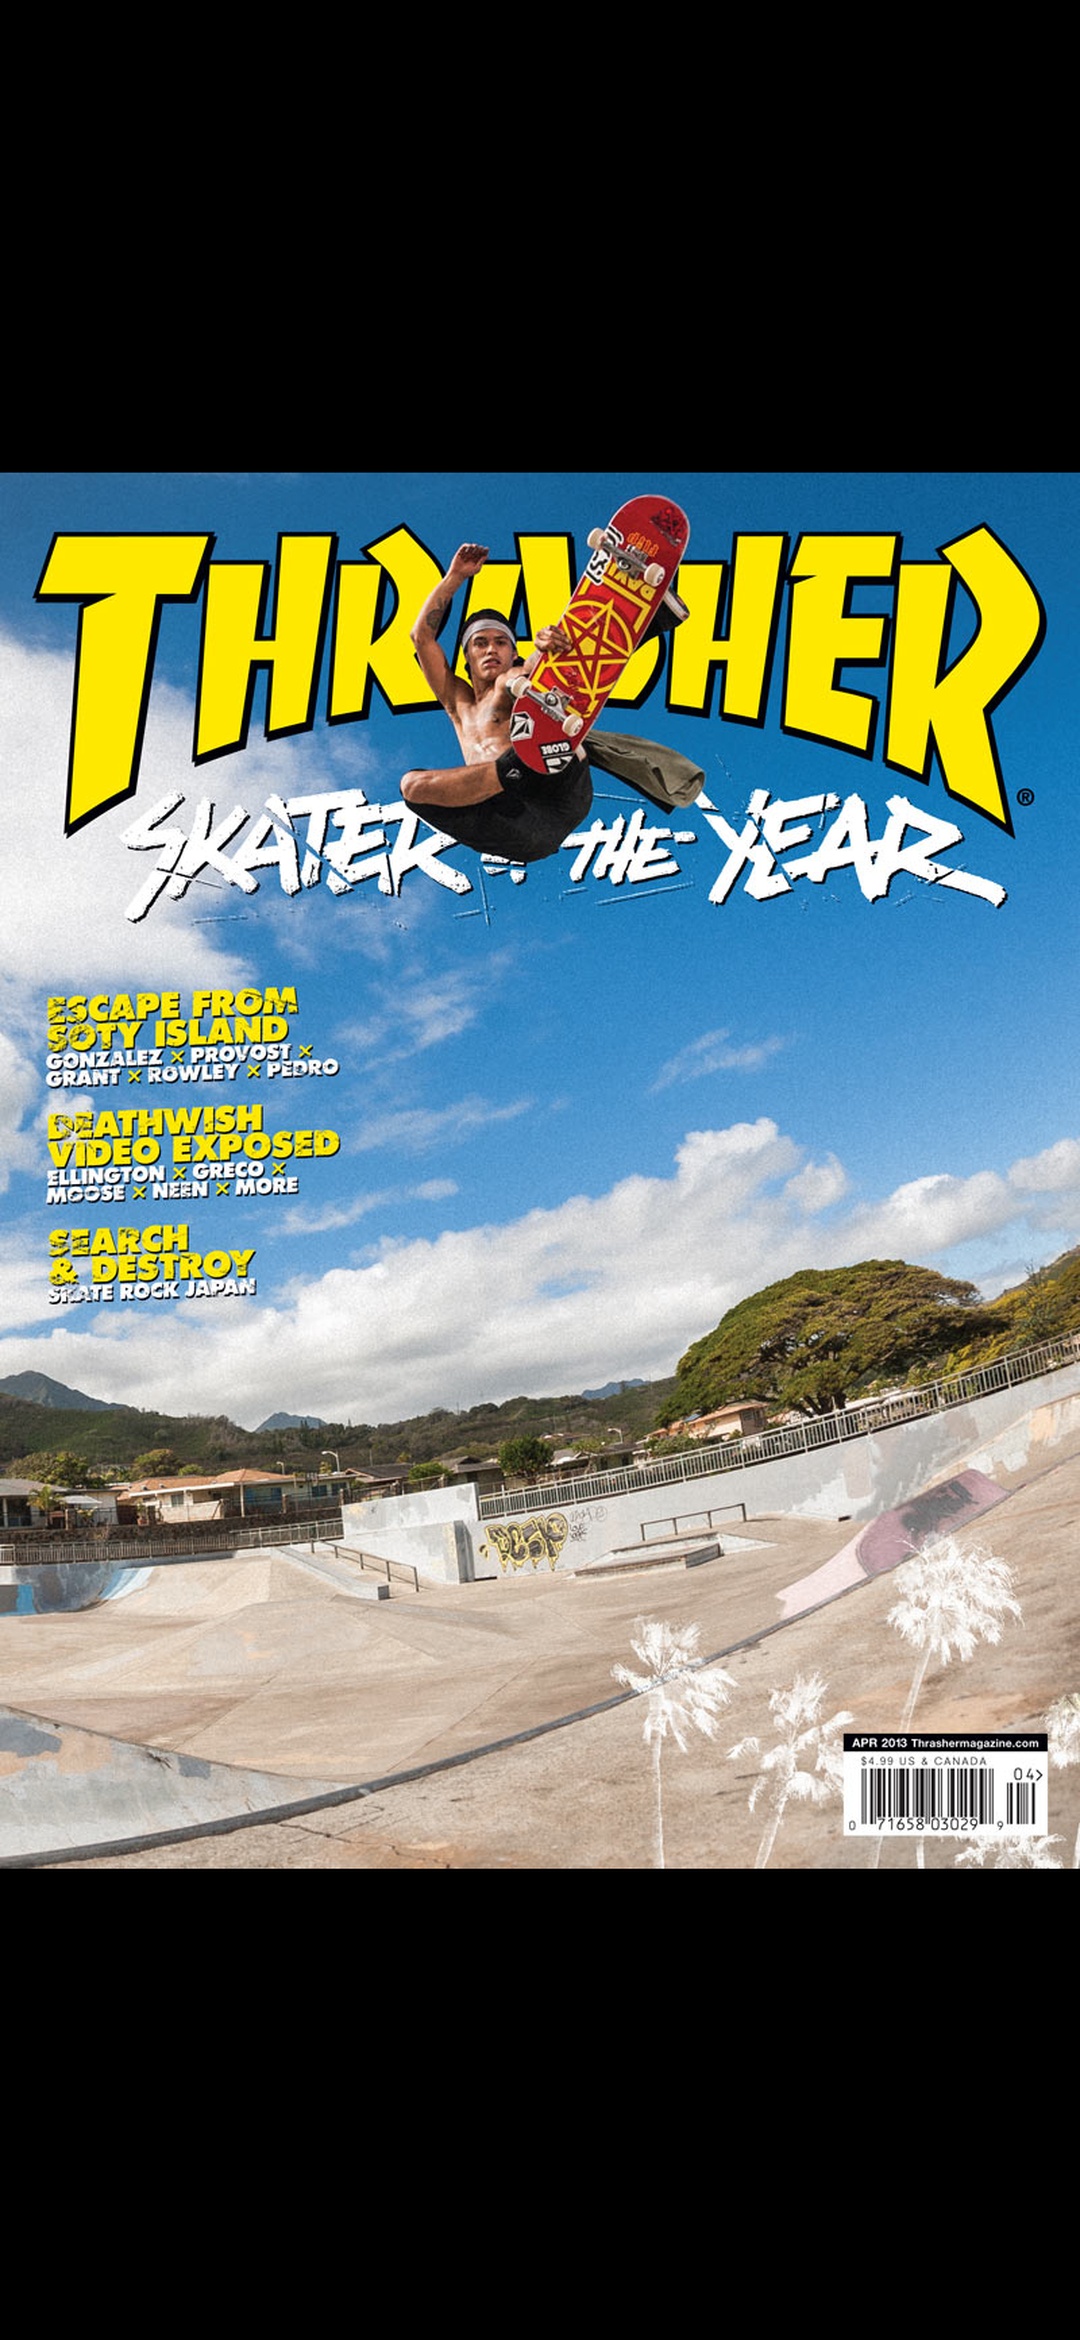 THRASHER®
SKATER OF THE YEAR
ESCAPE FROM
SOTY ISLAND
GONZALEZ × PROVOST ×
GRANT × ROWLEY × PEDRO
DEATHWISH
VIDEO EXPOSED
ELLINGTON × GRECO ×
MOOSE × NEEN × MORE
SEARCH
& DESTROY
SKATE ROCK JAPAN
GLOBE
APR 2013 Thrashermagazine.com
$4.99 US & CANADA
04>
0 71658 03029 9